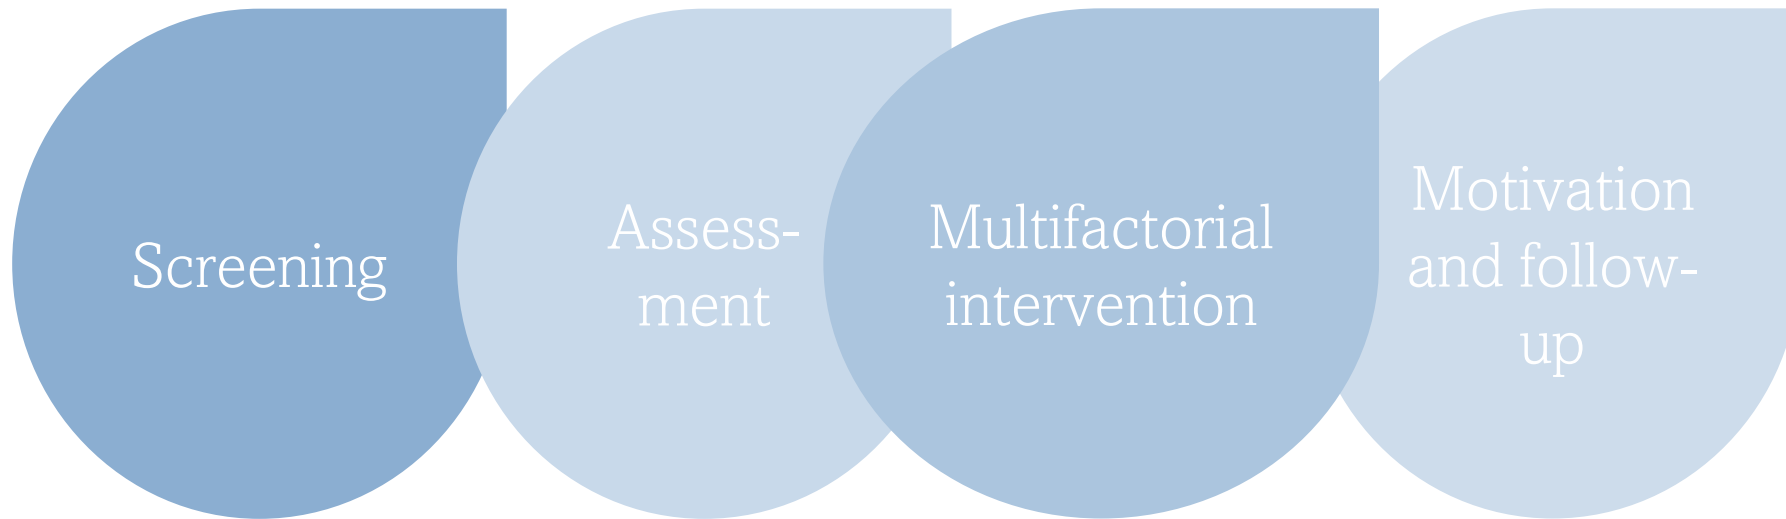 Screening
Assess-
ment
Multifactorial
intervention
Motivation
and follow-
up